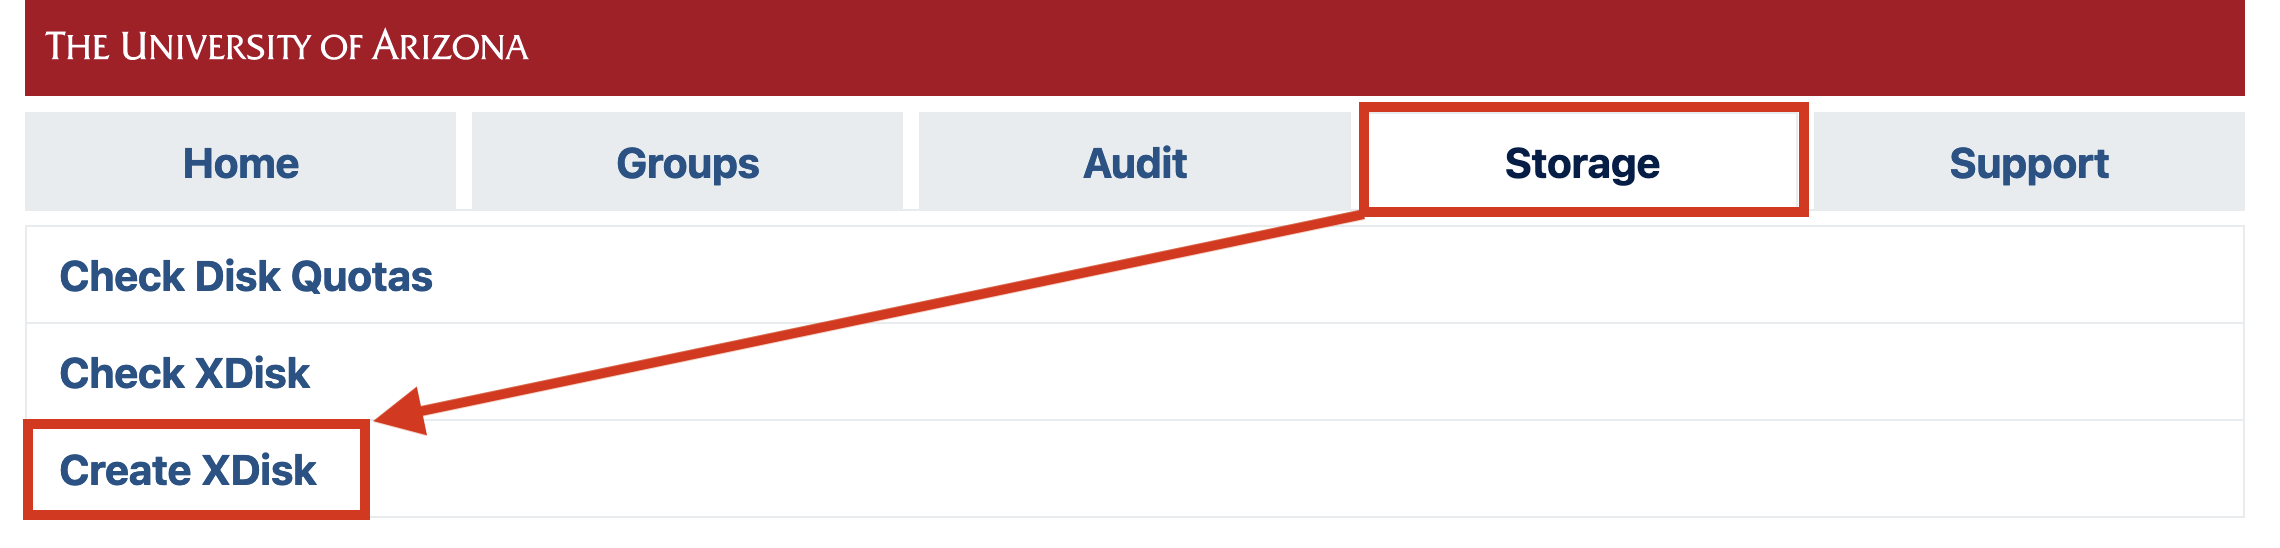 THE UNIVERSITY OF ARIZONA
Home Groups Audit Storage Support
Check Disk Quotas
Check XDisk
Create XDisk